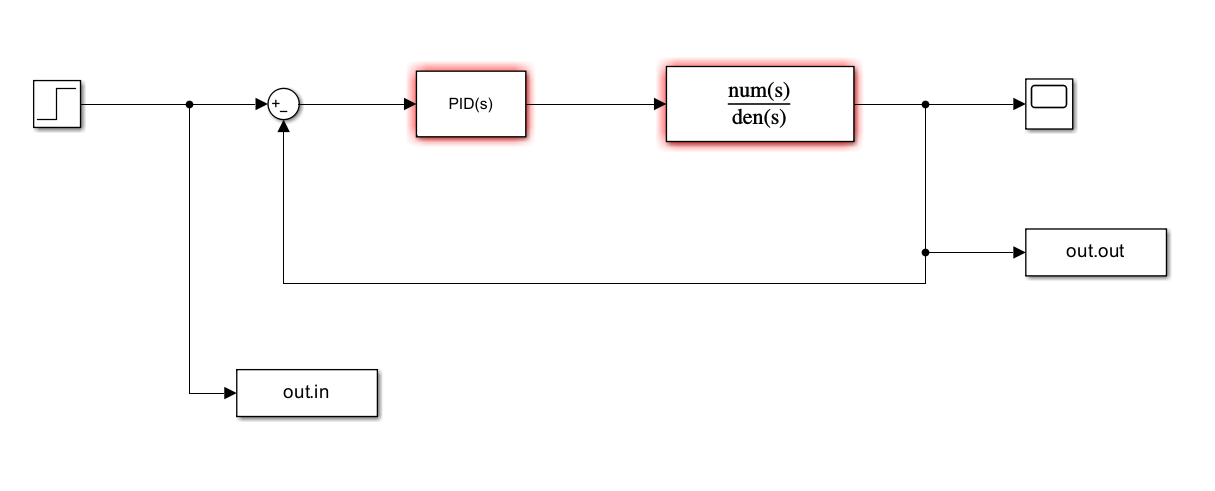 +
−
PID(s)
num(s)
den(s)
out.out
out.in